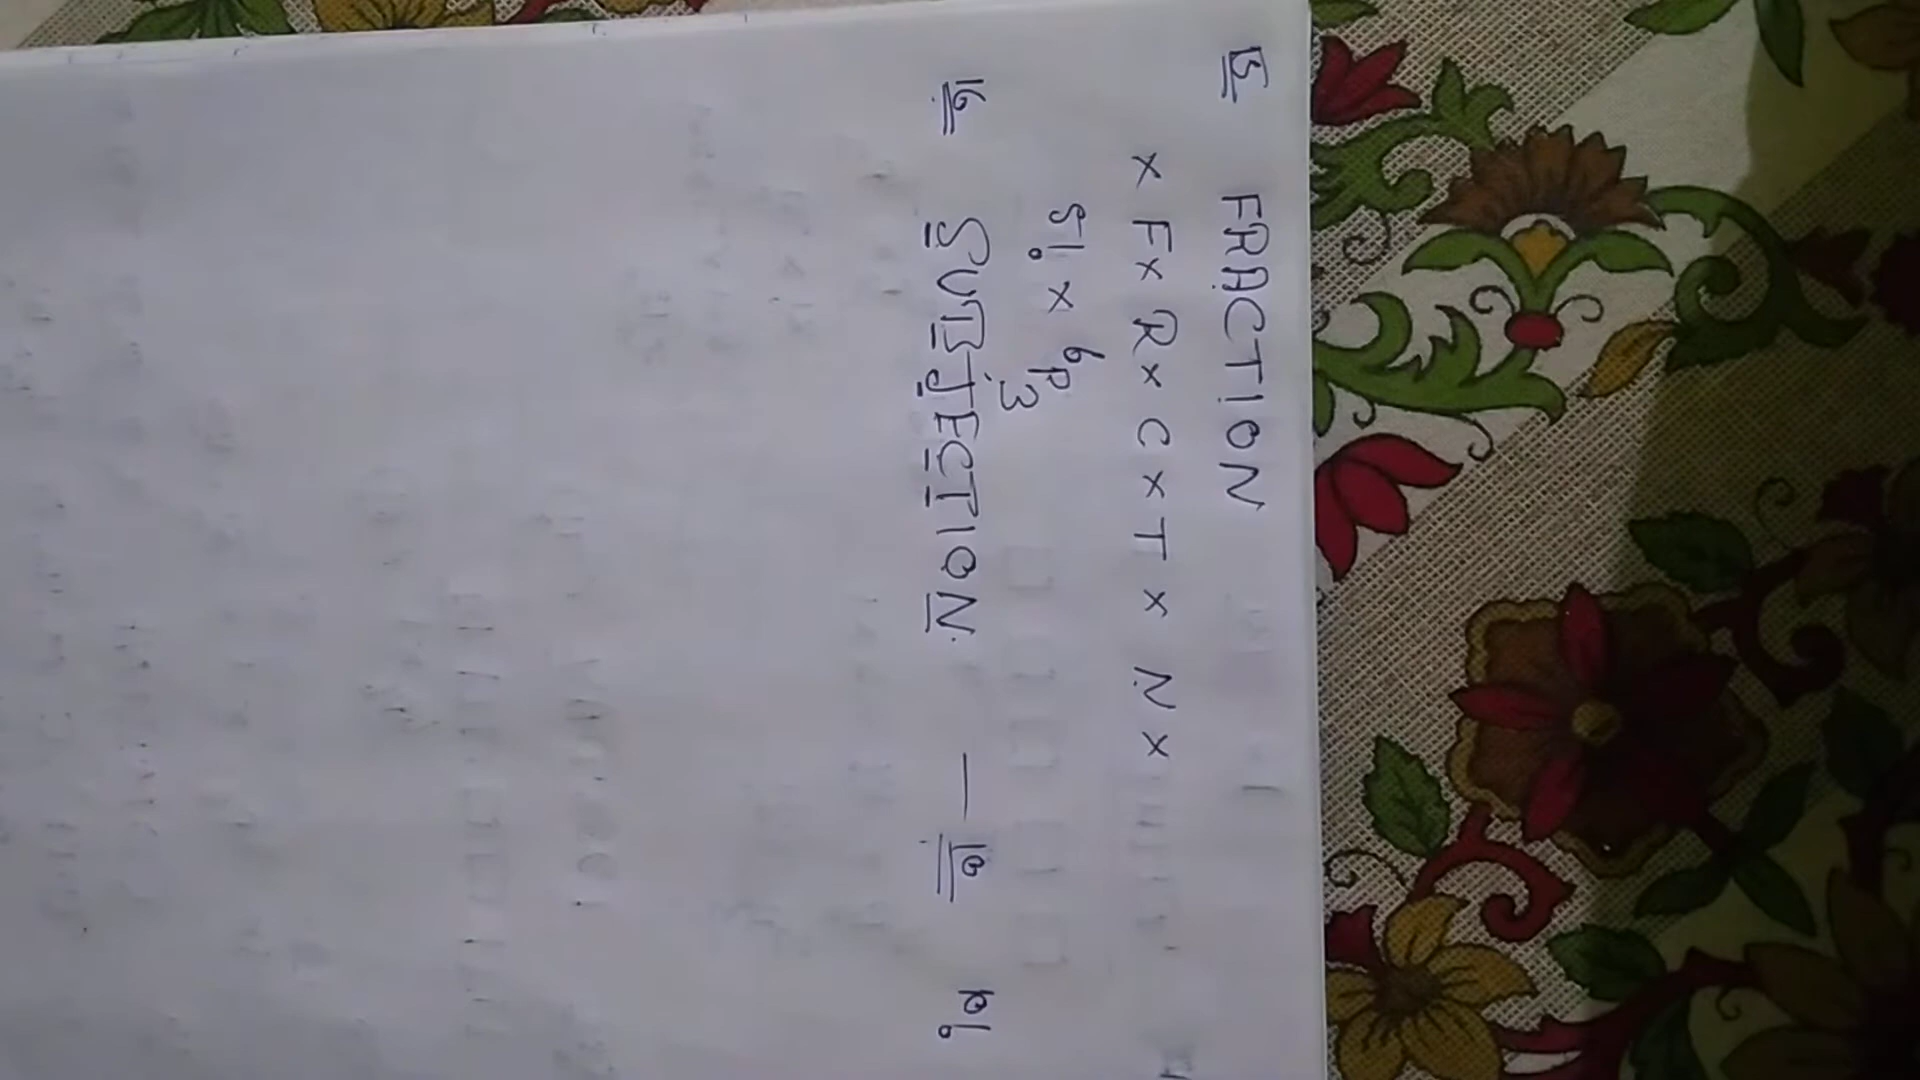 15 FRACTION
× F × R × C × T × N ×
5! × 6P3
16 SUBJECTION — 10 10!